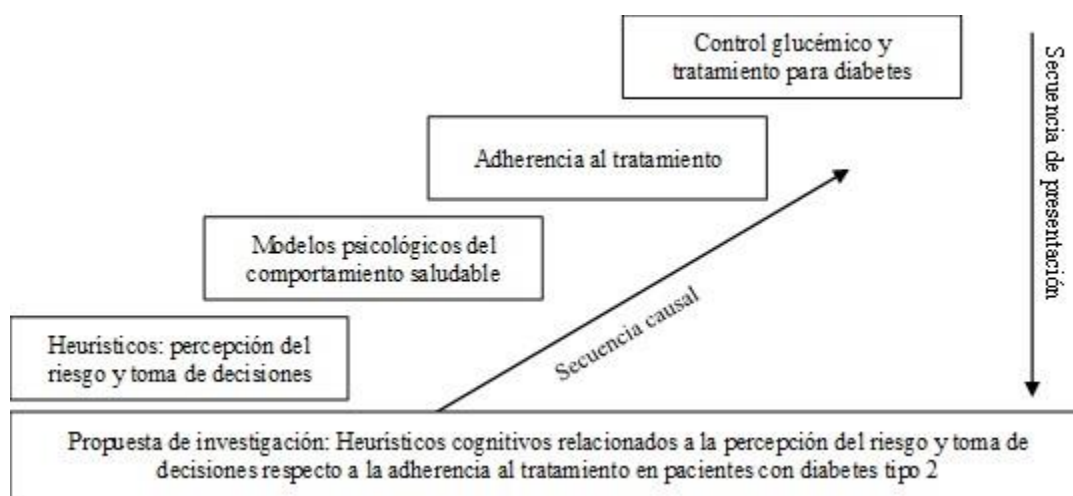 Control glucémico y
tratamiento para diabetes
Adherencia al tratamiento
Modelos psicológicos del
comportamiento saludable
Heurísticos: percepción del
riesgo y toma de decisiones
Secuencia causal
Secuencia de presentación
Propuesta de investigación: Heurísticos cognitivos relacionados a la percepción del riesgo y toma de
decisiones respecto a la adherencia al tratamiento en pacientes con diabetes tipo 2